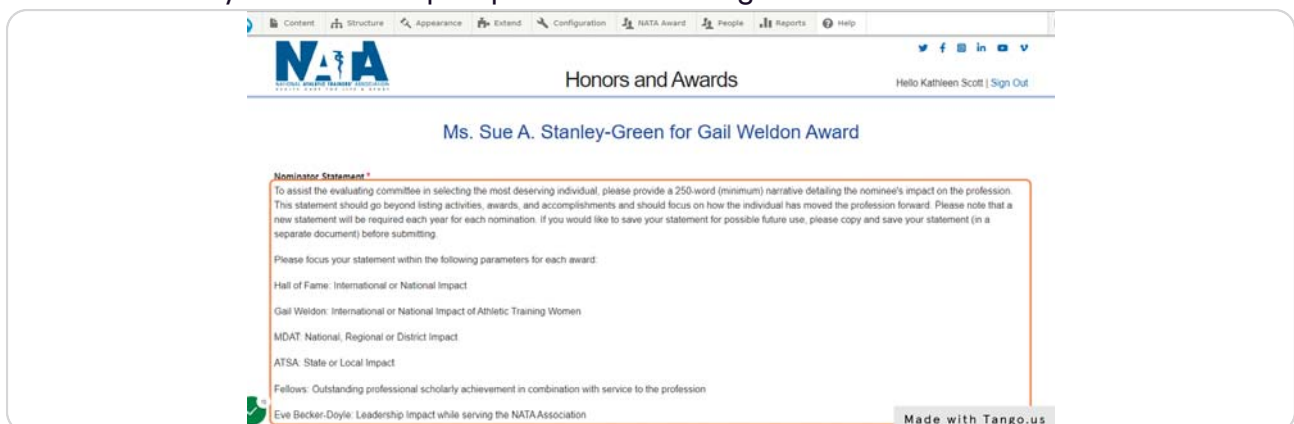 Content Structure Appearance Extend Configuration NATA Award People Reports Help
NATA
NATIONAL ATHLETIC TRAINERS' ASSOCIATION
HEALTH CARE FOR LIFE & SPORT
Honors and Awards
Hello Kathleen Scott | Sign Out
Ms. Sue A. Stanley-Green for Gail Weldon Award
Nominator Statement *
To assist the evaluating committee in selecting the most deserving individual, please provide a 250-word (minimum) narrative detailing the nominee's impact on the profession.
This statement should go beyond listing activities, awards, and accomplishments and should focus on how the individual has moved the profession forward. Please note that a
new statement will be required each year for each nomination. If you would like to save your statement for possible future use, please copy and save your statement (in a
separate document) before submitting.
Please focus your statement within the following parameters for each award:
Hall of Fame: International or National Impact
Gail Weldon: International or National Impact of Athletic Training Women
MDAT: National, Regional or District Impact
ATSA: State or Local Impact
Fellows: Outstanding professional scholarly achievement in combination with service to the profession
Eve Becker-Doyle: Leadership Impact while serving the NATA Association
Made with Tango.us